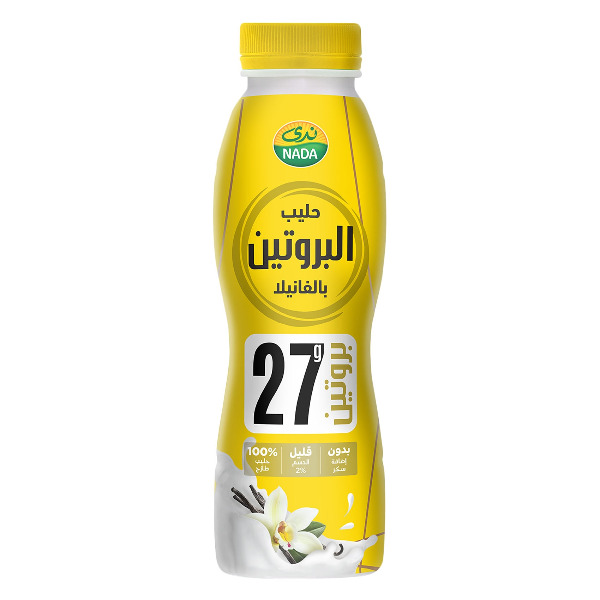 ندى
NADA
حليب
البروتين
بالفانيلا
27g
بروتين
بدون
إضافة
سكر
قليل
الدسم
2%
100%
حليب
طازج